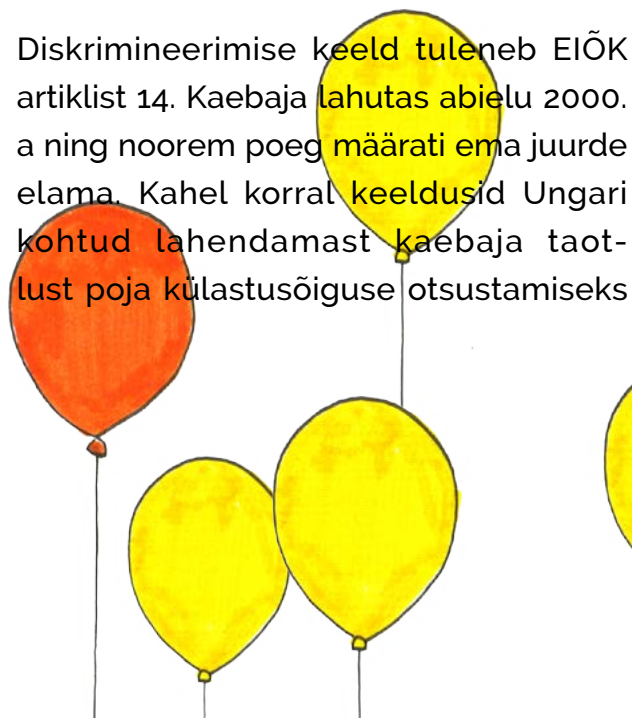 Diskrimineerimise keeld tuleneb EIÕK
artiklist 14. Kaebaja lahutas abielu 2000.
a ning noorem poeg määrati ema juurde
elama. Kahel korral keeldusid Ungari
kohtud lahendamast kaebaja taot-
lust poja külastusõiguse otsustamiseks